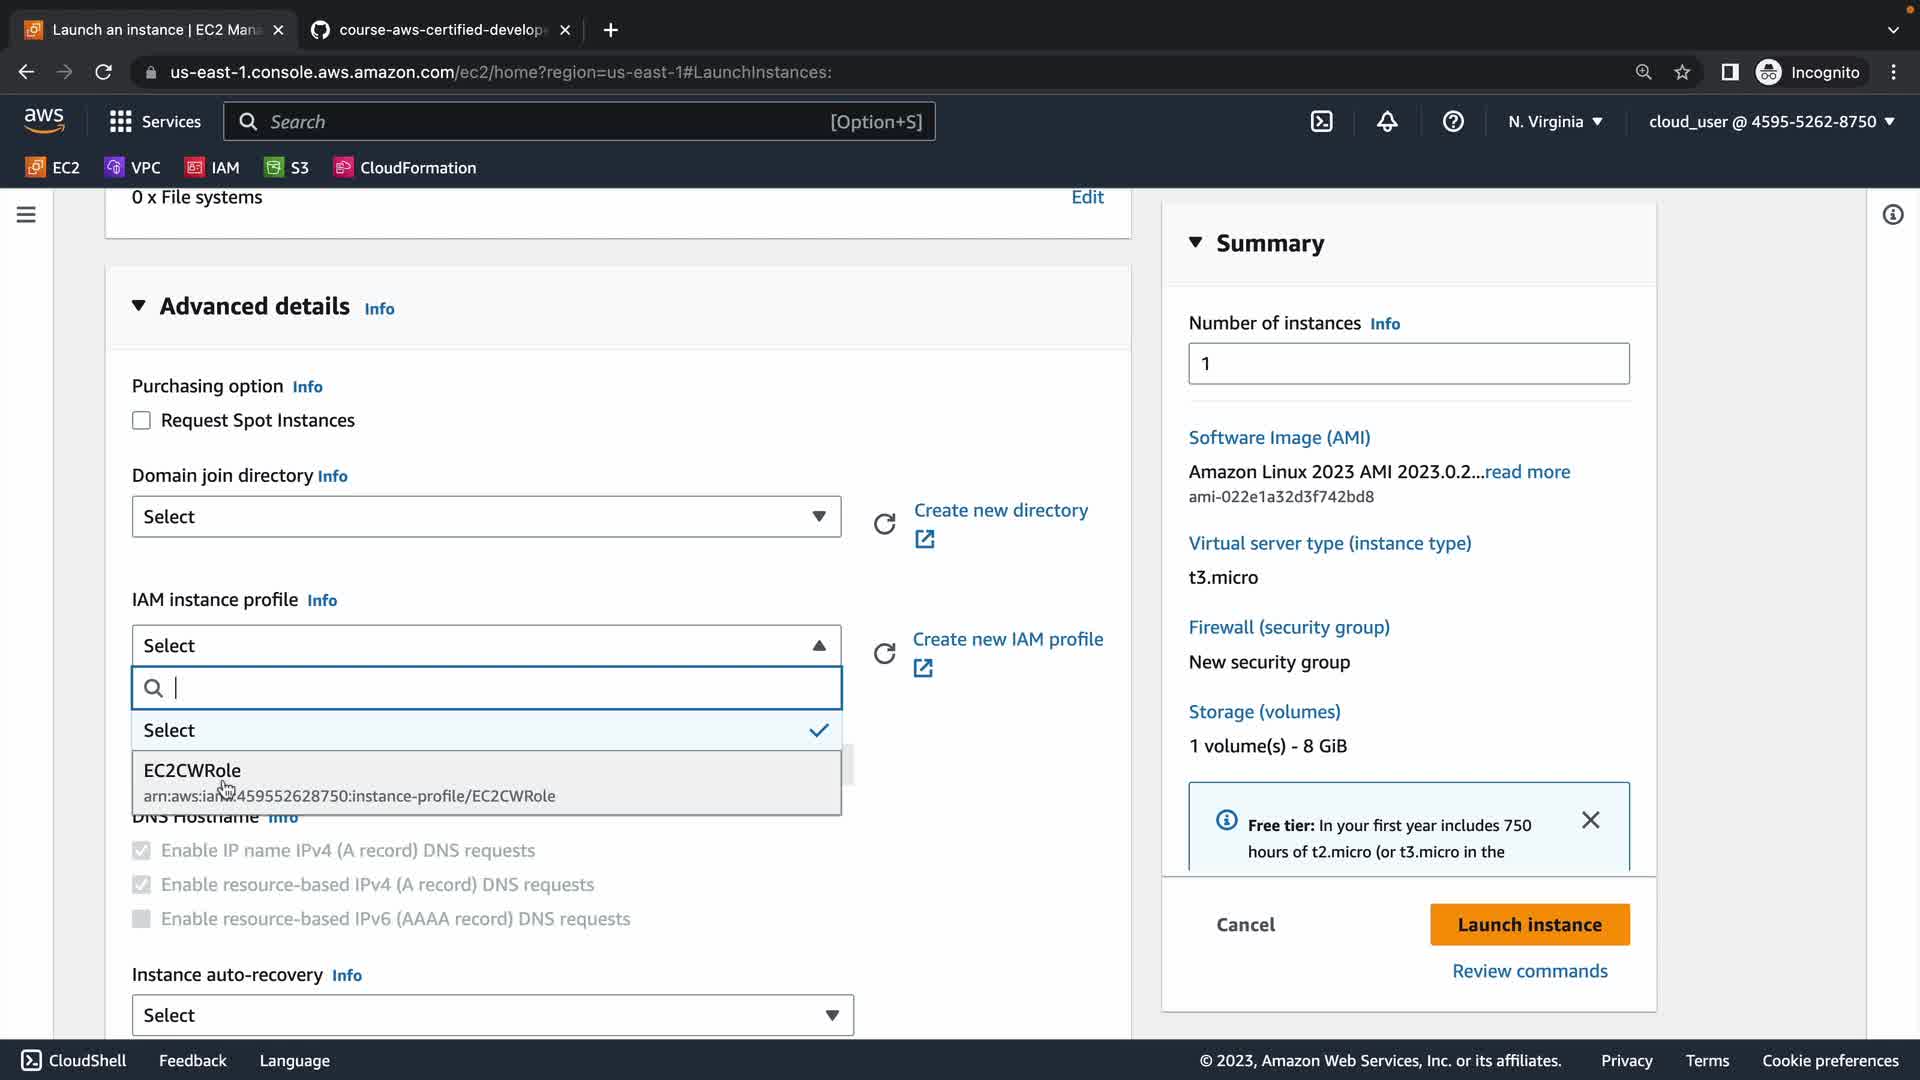 Launch an instance | EC2 Mana
course-aws-certified-develop
us-east-1.console.aws.amazon.com/ec2/home?region=us-east-1#LaunchInstances:
Incognito
aws
Services
Search
[Option+S]
N. Virginia
cloud_user @ 4595-5262-8750
EC2
VPC
IAM
S3
CloudFormation
0 x File systems
Edit
Advanced details Info
Purchasing option Info
Request Spot Instances
Domain join directory Info
Select
Create new directory
IAM instance profile Info
Select
Create new IAM profile
Select
EC2CWRole
arn:aws:iam::459552628750:instance-profile/EC2CWRole
DNS Hostname Info
Enable IP name IPv4 (A record) DNS requests
Enable resource-based IPv4 (A record) DNS requests
Enable resource-based IPv6 (AAAA record) DNS requests
Instance auto-recovery Info
Select
Summary
Number of instances Info
1
Software Image (AMI)
Amazon Linux 2023 AMI 2023.0.2...read more
ami-022e1a32d3f742bd8
Virtual server type (instance type)
t3.micro
Firewall (security group)
New security group
Storage (volumes)
1 volume(s) - 8 GiB
Free tier: In your first year includes 750
hours of t2.micro (or t3.micro in the
Cancel
Launch instance
Review commands
CloudShell
Feedback
Language
© 2023, Amazon Web Services, Inc. or its affiliates.
Privacy
Terms
Cookie preferences